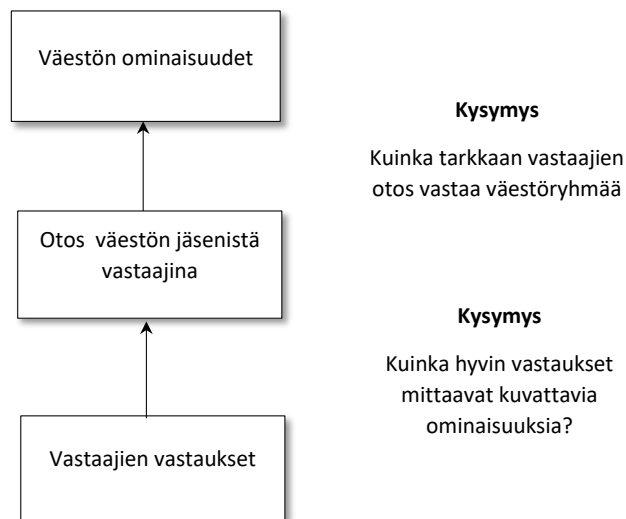 Väestön ominaisuudet
Kysymys
Kuinka tarkkaan vastaajien
otos vastaa väestöryhmää
Otos  väestön jäsenistä
vastaajina
Kysymys
Kuinka hyvin vastaukset
mittaavat kuvattavia
ominaisuuksia?
Vastaajien vastaukset